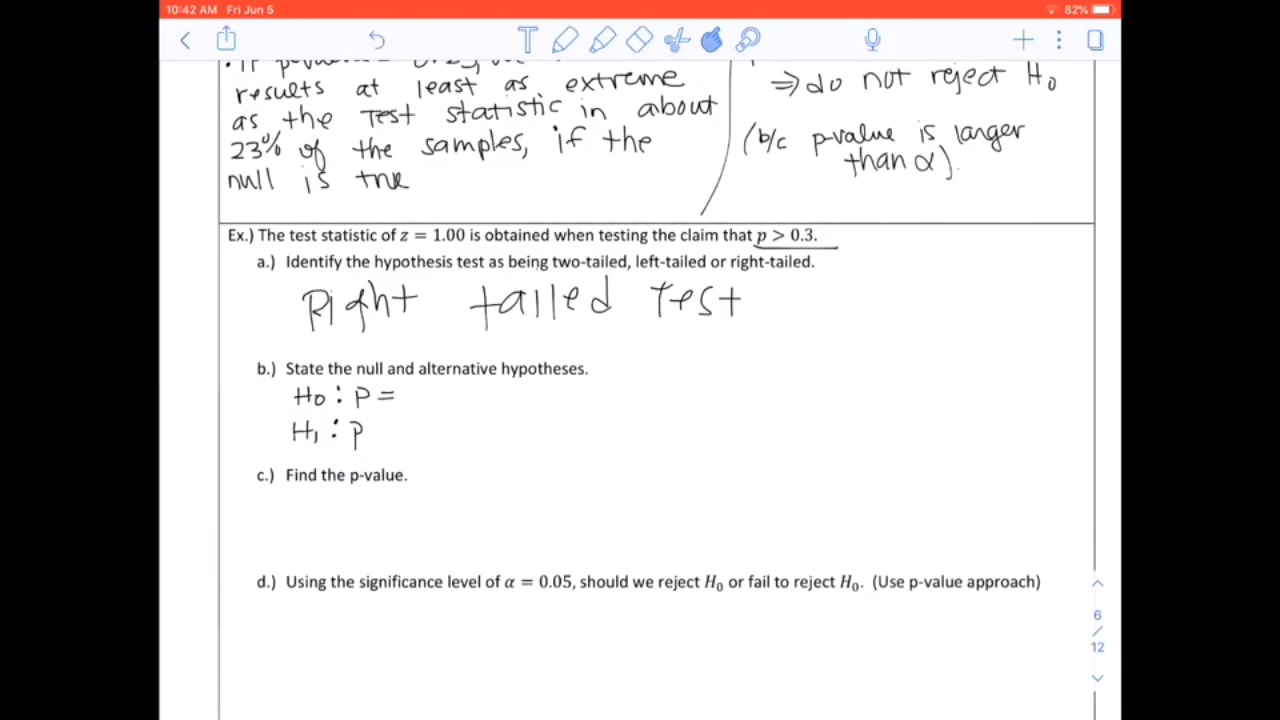 10:42 AM Fri Jun 5
82%
results at least as extreme
as the Test statistic in about
23% of the samples, if the
null is true
⇒ do not reject H₀
(b/c p-value is larger
than α).
Ex.) The test statistic of z = 1.00 is obtained when testing the claim that p > 0.3.
a.) Identify the hypothesis test as being two-tailed, left-tailed or right-tailed.
Right tailed Test
b.) State the null and alternative hypotheses.
H₀ : P =
H₁ : p
c.) Find the p-value.
d.) Using the significance level of α = 0.05, should we reject H₀ or fail to reject H₀. (Use p-value approach)
6
/
12